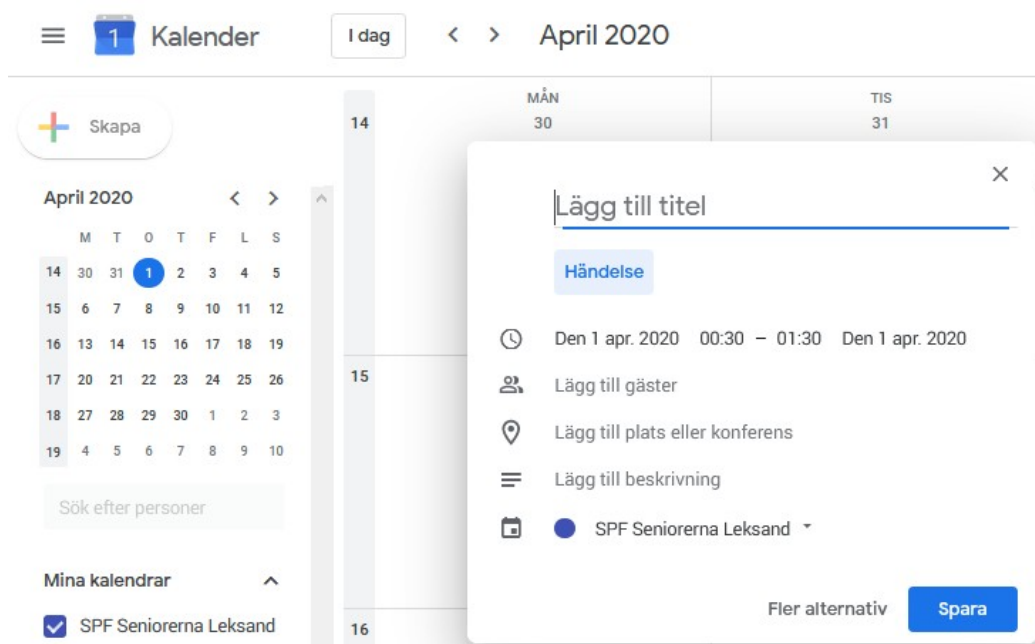 1 Kalender I dag < > April 2020
Skapa
April 2020 < >
M T O T F L S
14 30 31 1 2 3 4 5
15 6 7 8 9 10 11 12
16 13 14 15 16 17 18 19
17 20 21 22 23 24 25 26
18 27 28 29 30 1 2 3
19 4 5 6 7 8 9 10
Sök efter personer
Mina kalendrar
SPF Seniorerna Leksand
MÅN TIS
14 30 31
15
16
Lägg till titel
Händelse
Den 1 apr. 2020 00:30 – 01:30 Den 1 apr. 2020
Lägg till gäster
Lägg till plats eller konferens
Lägg till beskrivning
SPF Seniorerna Leksand
Fler alternativ Spara